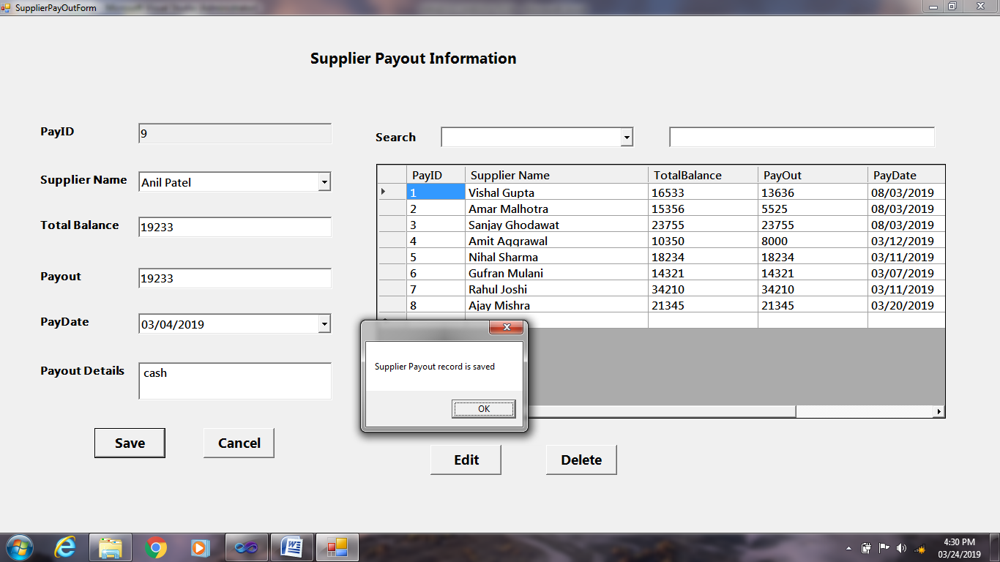 SupplierPayOutForm
Supplier Payout Information
PayID 9
Supplier Name Anil Patel
Total Balance 19233
Payout 19233
PayDate 03/04/2019
Payout Details cash
Save Cancel
Search
PayID Supplier Name TotalBalance PayOut PayDate
1 Vishal Gupta 16533 13636 08/03/2019
2 Amar Malhotra 15356 5525 08/03/2019
3 Sanjay Ghodawat 23755 23755 08/03/2019
4 Amit Aggrawal 10350 8000 03/12/2019
5 Nihal Sharma 18234 18234 03/11/2019
6 Gufran Mulani 14321 14321 03/07/2019
7 Rahul Joshi 34210 34210 03/11/2019
8 Ajay Mishra 21345 21345 03/20/2019
Supplier Payout record is saved
OK
Edit Delete
4:30 PM
03/24/2019